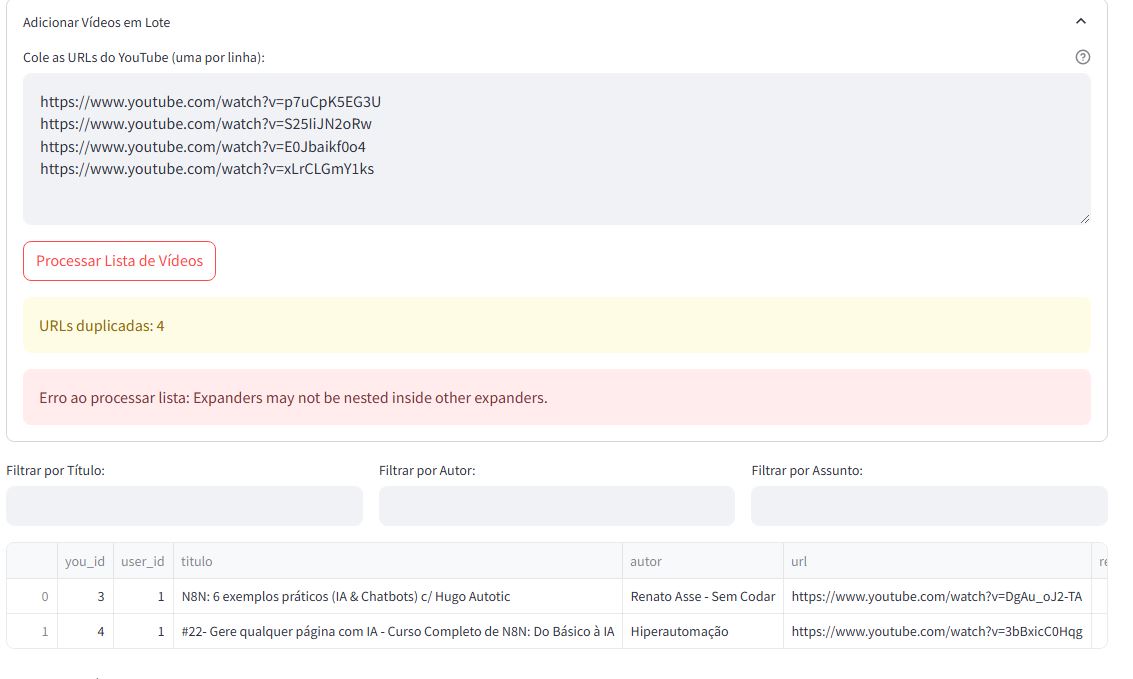 Adicionar Vídeos em Lote
Cole as URLs do YouTube (uma por linha):
https://www.youtube.com/watch?v=p7uCpK5EG3U
https://www.youtube.com/watch?v=S25IiJN2oRw
https://www.youtube.com/watch?v=E0Jbaikf0o4
https://www.youtube.com/watch?v=xLrCLGmY1ks
Processar Lista de Vídeos
URLs duplicadas: 4
Erro ao processar lista: Expanders may not be nested inside other expanders.
Filtrar por Título: Filtrar por Autor: Filtrar por Assunto:
you_id user_id titulo autor url
0 3 1 N8N: 6 exemplos práticos (IA & Chatbots) c/ Hugo Autotic Renato Asse - Sem Codar https://www.youtube.com/watch?v=DgAu_oJ2-TA
1 4 1 #22- Gere qualquer página com IA - Curso Completo de N8N: Do Básico à IA Hiperautomação https://www.youtube.com/watch?v=3bBxicC0Hqg